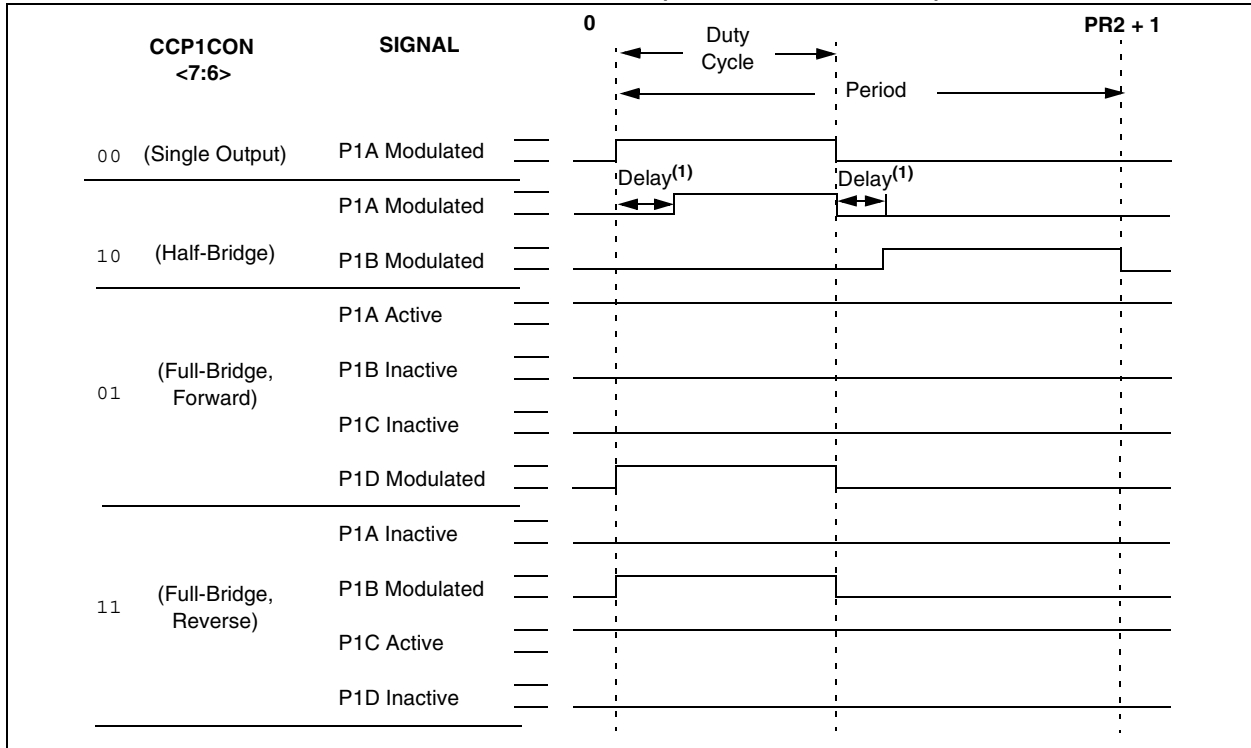 CCP1CON
<7:6>
SIGNAL
0
PR2 + 1
Duty
Cycle
Period
00 (Single Output) P1A Modulated
Delay(1) Delay(1)
P1A Modulated
10 (Half-Bridge) P1B Modulated
P1A Active
01 (Full-Bridge,
Forward)
P1B Inactive
P1C Inactive
P1D Modulated
P1A Inactive
11 (Full-Bridge,
Reverse)
P1B Modulated
P1C Active
P1D Inactive